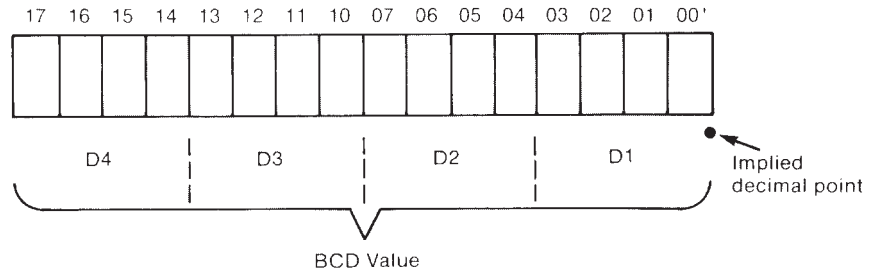 17 16 15 14 13 12 11 10 07 06 05 04 03 02 01 00'
D4 D3 D2 D1
Implied
decimal point
BCD Value